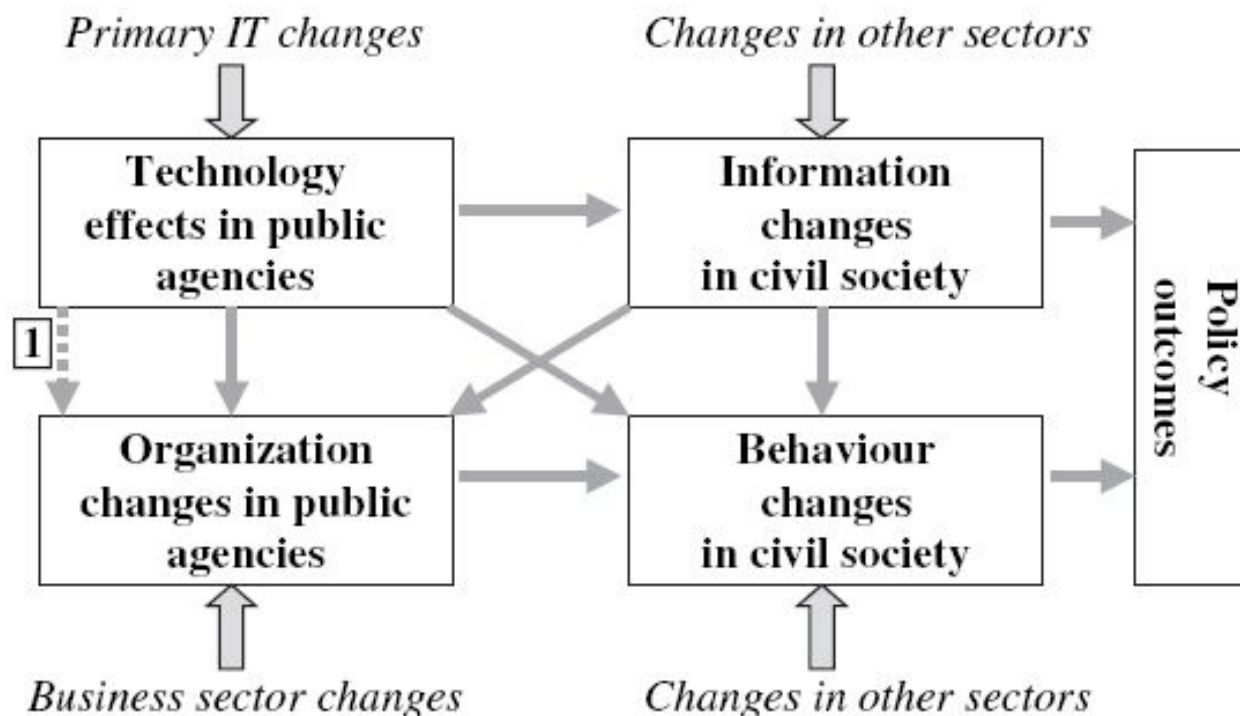 Primary IT changes
Changes in other sectors
Technology
effects in public
agencies
Information
changes
in civil society
Policy
outcomes
1
Organization
changes in public
agencies
Behaviour
changes
in civil society
Business sector changes
Changes in other sectors